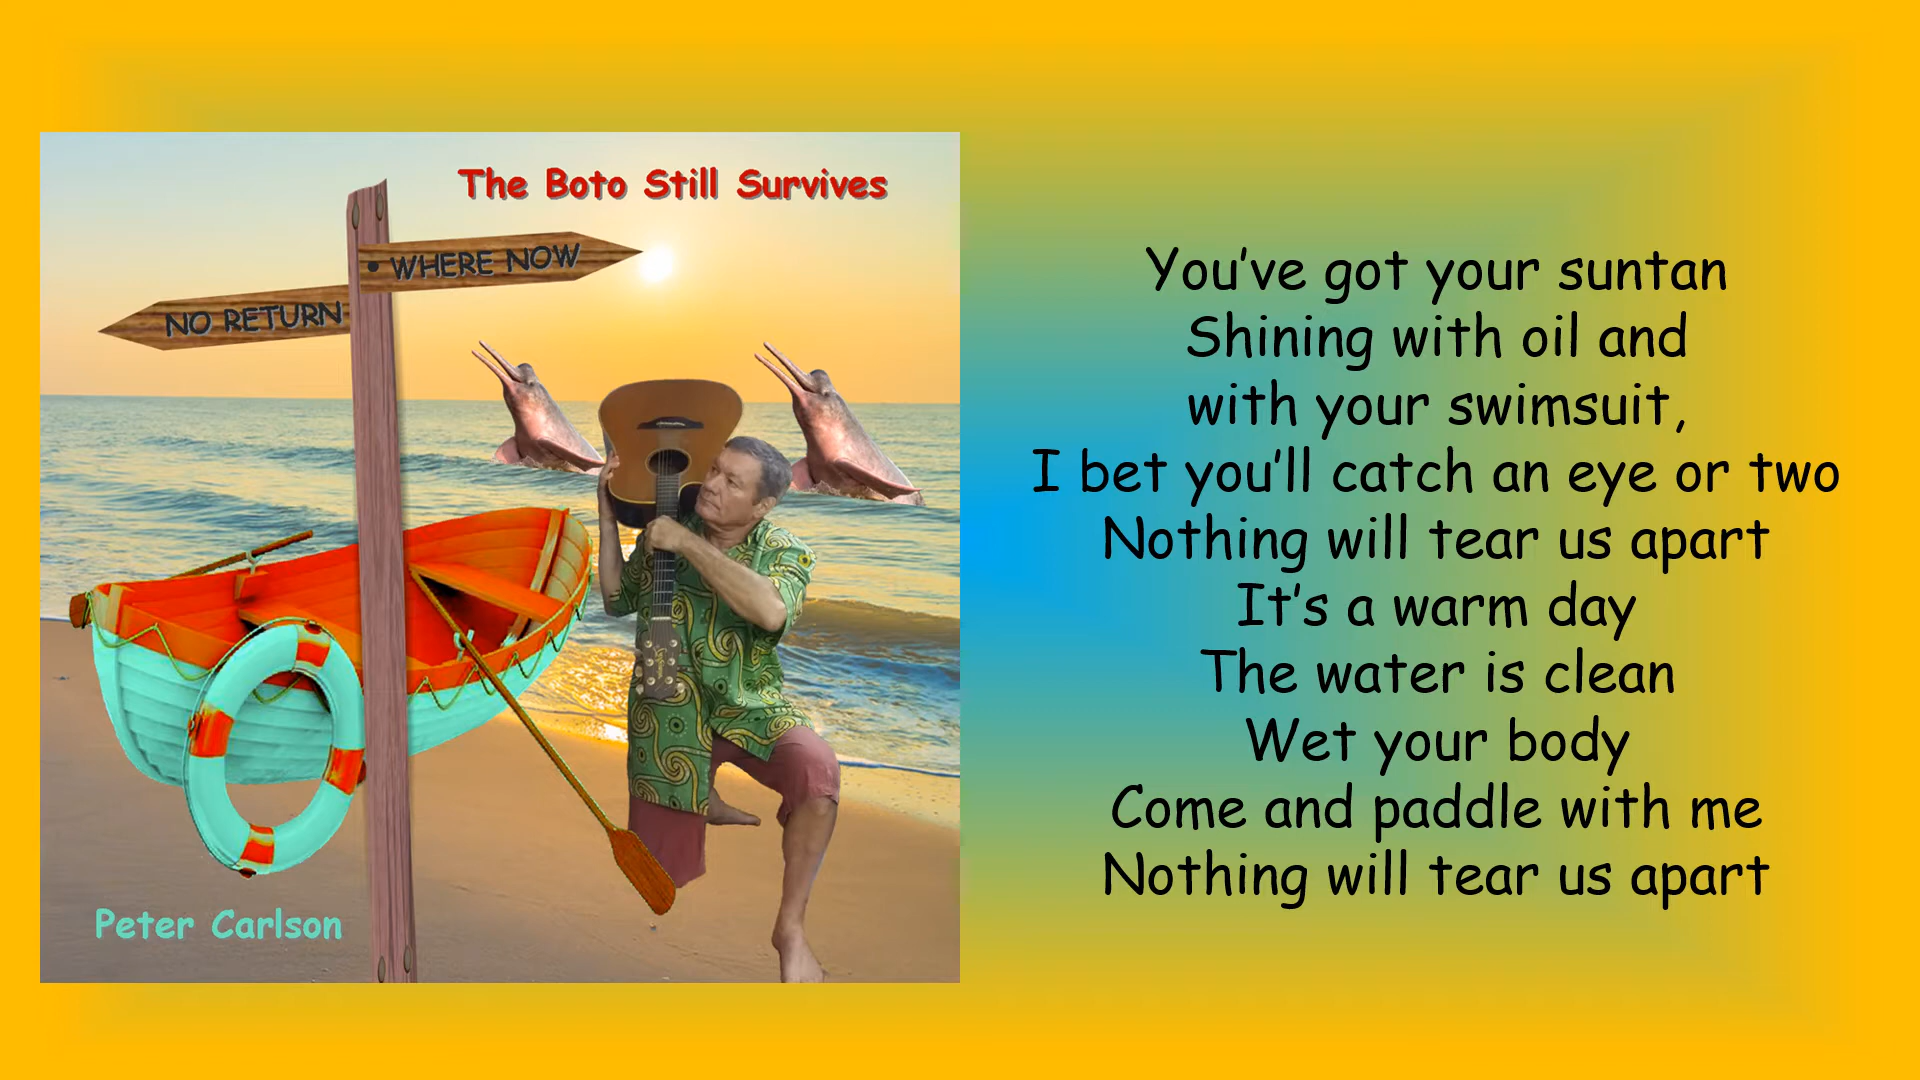 The Boto Still Survives
WHERE NOW
NO RETURN
Peter Carlson
You've got your suntan
Shining with oil and
with your swimsuit,
I bet you'll catch an eye or two
Nothing will tear us apart
It's a warm day
The water is clean
Wet your body
Come and paddle with me
Nothing will tear us apart